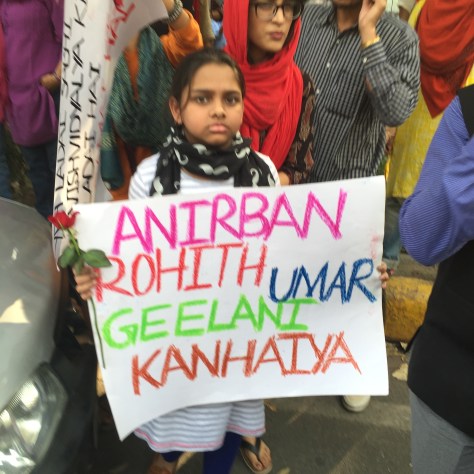 ANIRBAN
ROHITH UMAR
GEELANI
KANHAIYA